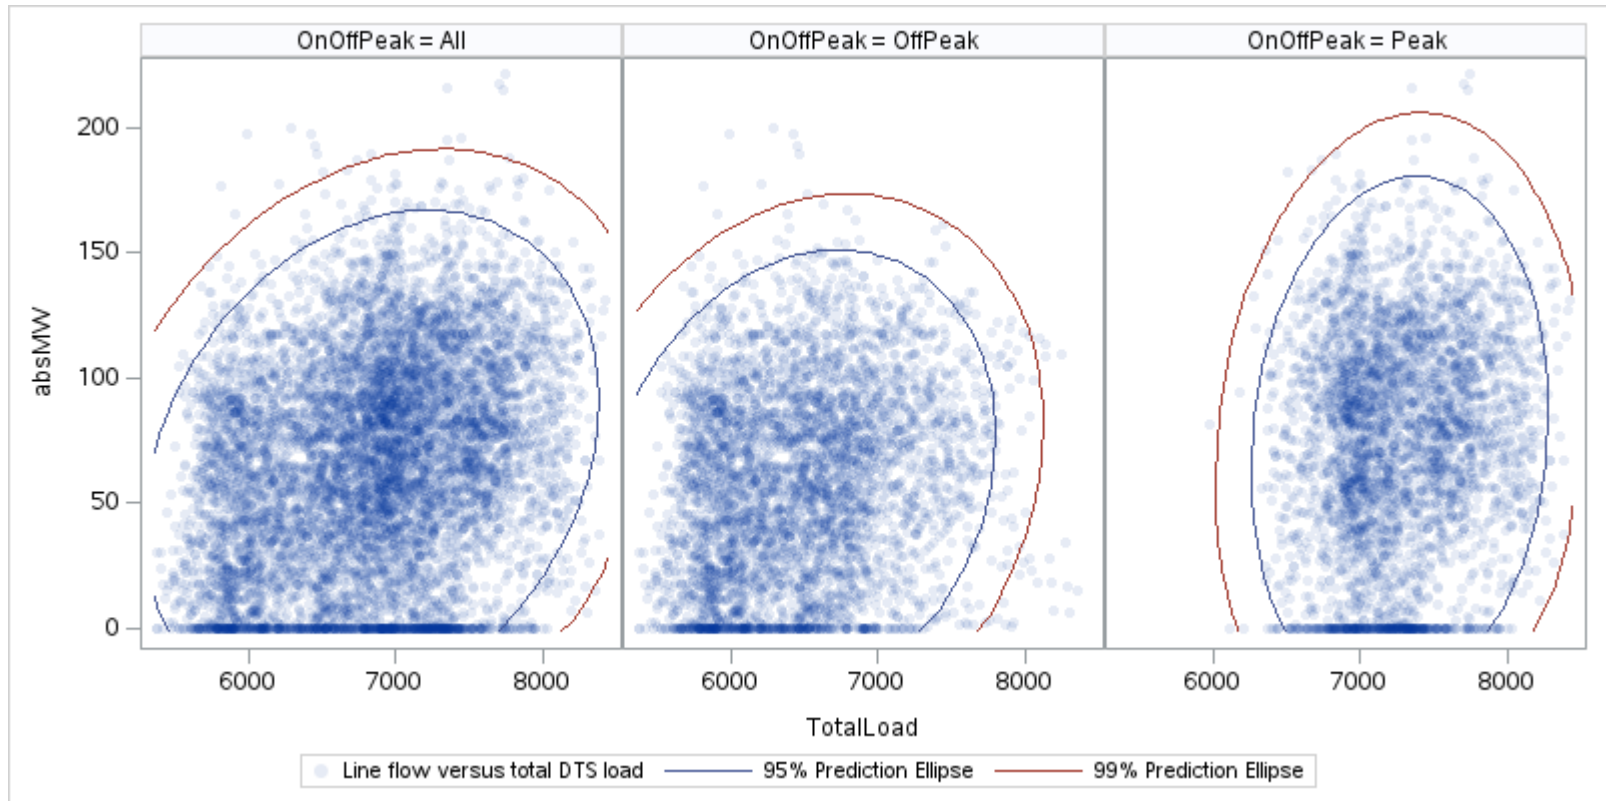 OnOffPeak = All
OnOffPeak = OffPeak
OnOffPeak = Peak
absMW
200
150
100
50
0
6000 7000 8000
6000 7000 8000
6000 7000 8000
TotalLoad
Line flow versus total DTS load 95% Prediction Ellipse 99% Prediction Ellipse